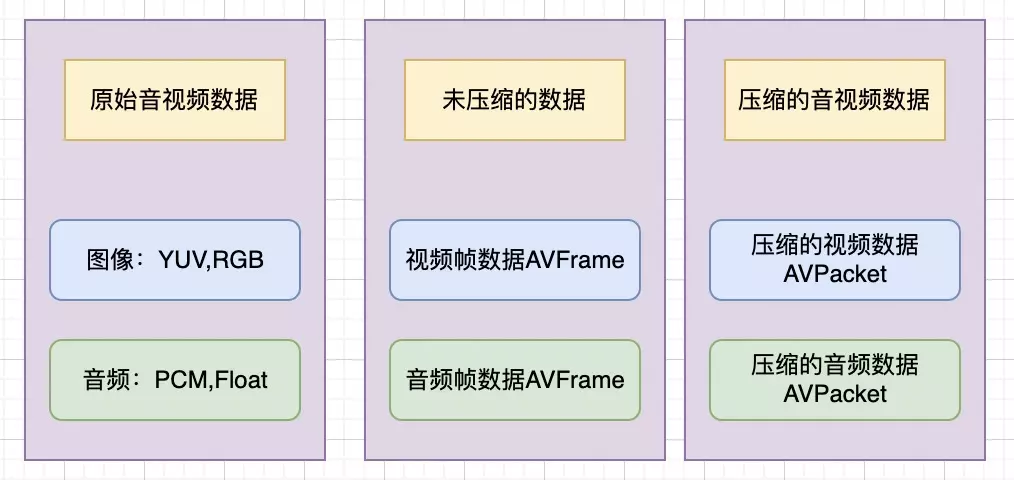 原始音视频数据
未压缩的数据
压缩的音视频数据
图像：YUV,RGB
视频帧数据AVFrame
压缩的视频数据
AVPacket
音频：PCM,Float
音频帧数据AVFrame
压缩的音频数据
AVPacket